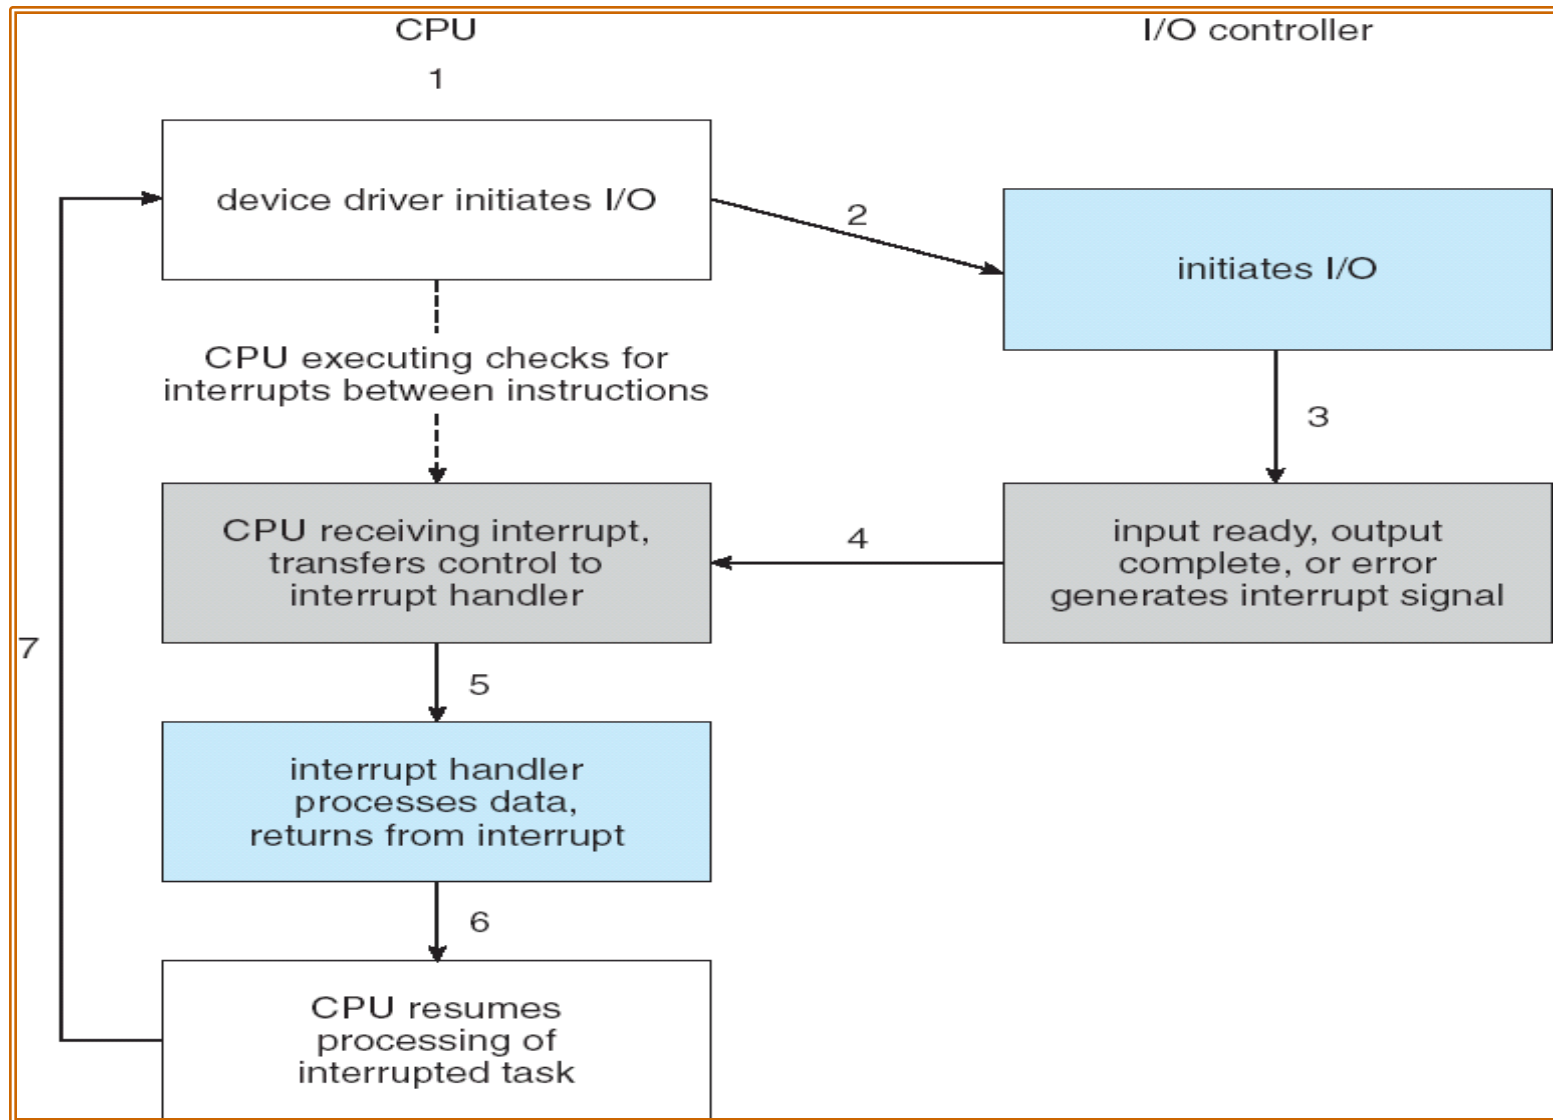 CPU
I/O controller
1
device driver initiates I/O
2
initiates I/O
CPU executing checks for
interrupts between instructions
3
CPU receiving interrupt,
transfers control to
interrupt handler
4
input ready, output
complete, or error
generates interrupt signal
7
5
interrupt handler
processes data,
returns from interrupt
6
CPU resumes
processing of
interrupted task